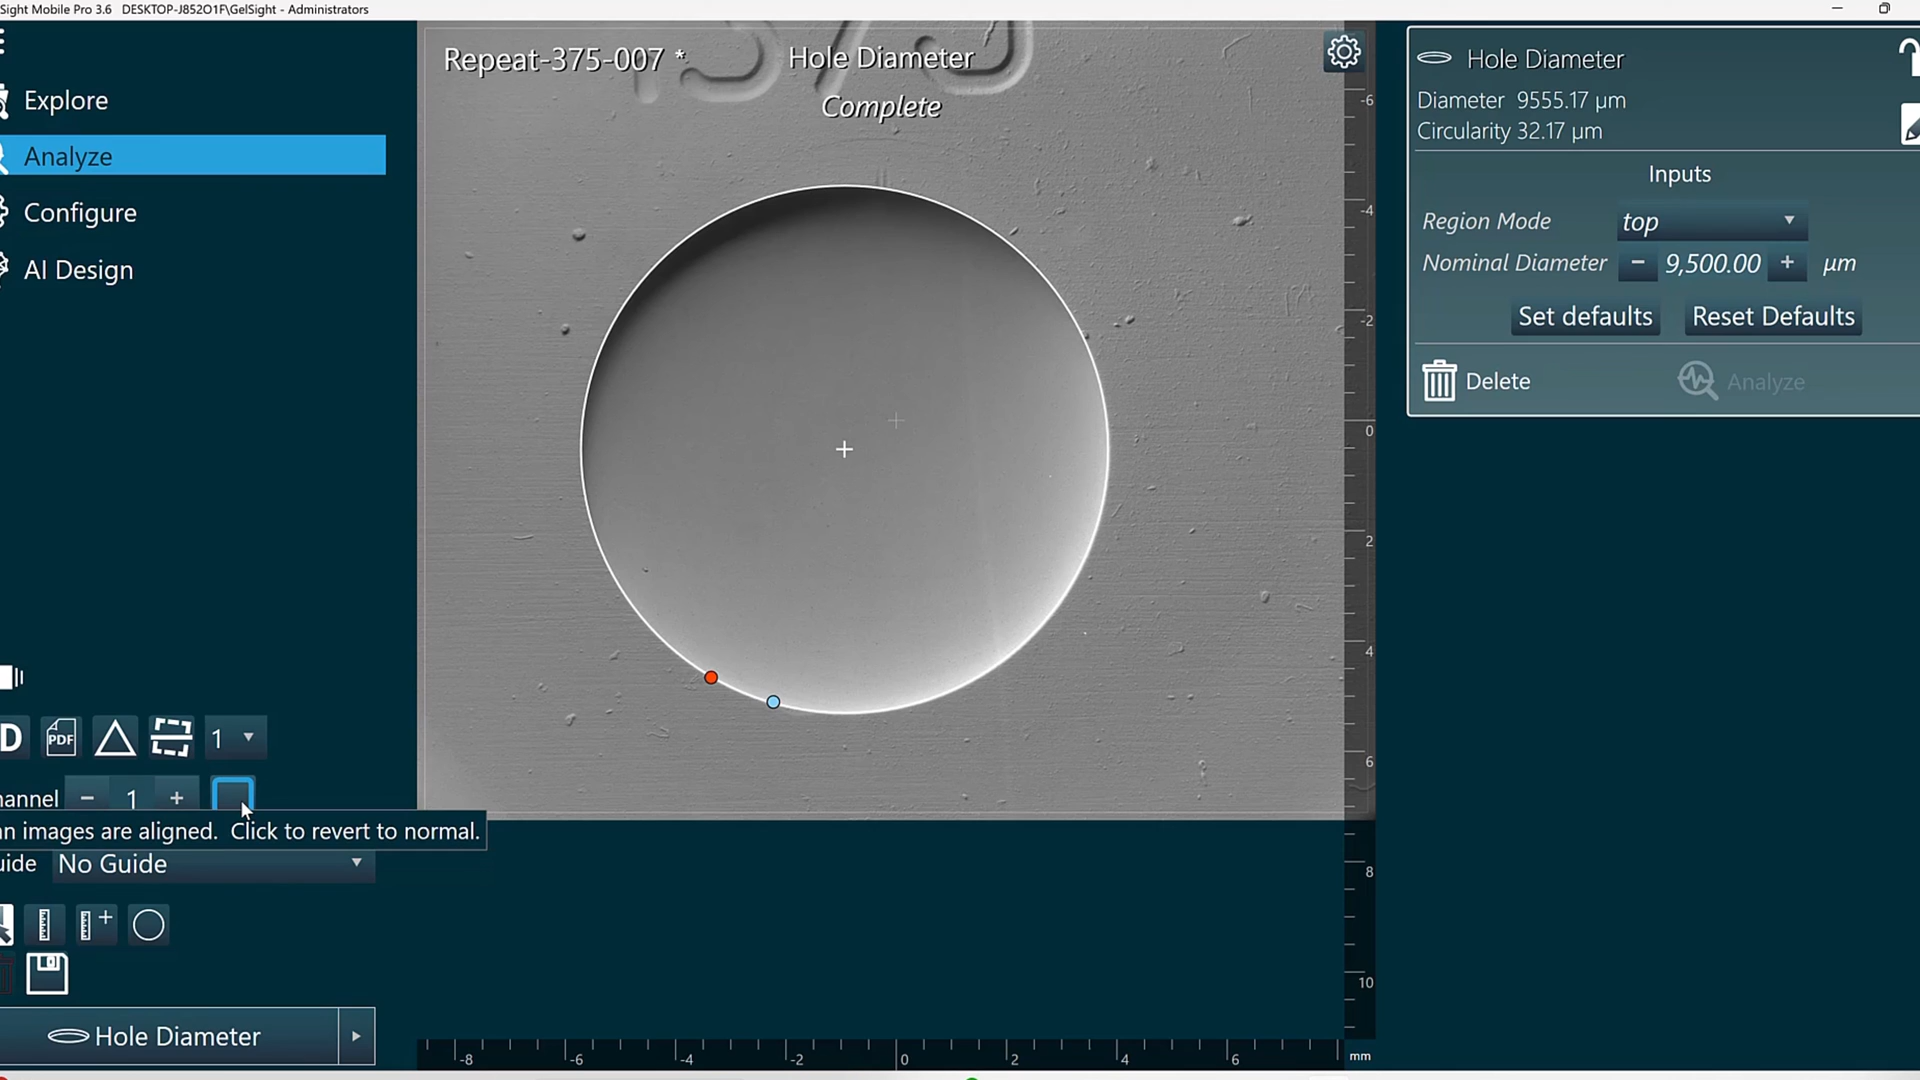 Sight Mobile Pro 3.6 DESKTOP-J852O1F\GelSight - Administrators
Explore
Analyze
Configure
AI Design
D
PDF
1
hannel - 1 +
n images are aligned. Click to revert to normal.
uide No Guide
Hole Diameter
Repeat-375-007 *
Hole Diameter
Complete
375
-6
-4
-2
0
2
4
6
8
10
-8 -6 -4 -2 0 2 4 6 mm
Hole Diameter
Diameter 9555.17 µm
Circularity 32.17 µm
Inputs
Region Mode top
Nominal Diameter - 9,500.00 + µm
Set defaults Reset Defaults
Delete Analyze